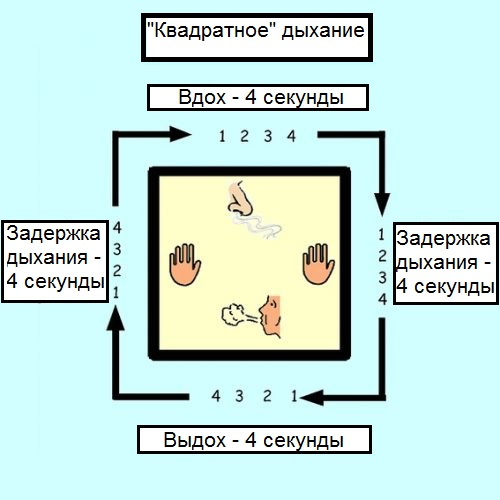 "Квадратное" дыхание
Вдох - 4 секунды
1 2 3 4
Задержка
дыхания -
4 секунды
4
3
2
1
1
2
3
4
Задержка
дыхания -
4 секунды
4 3 2 1
Выдох - 4 секунды